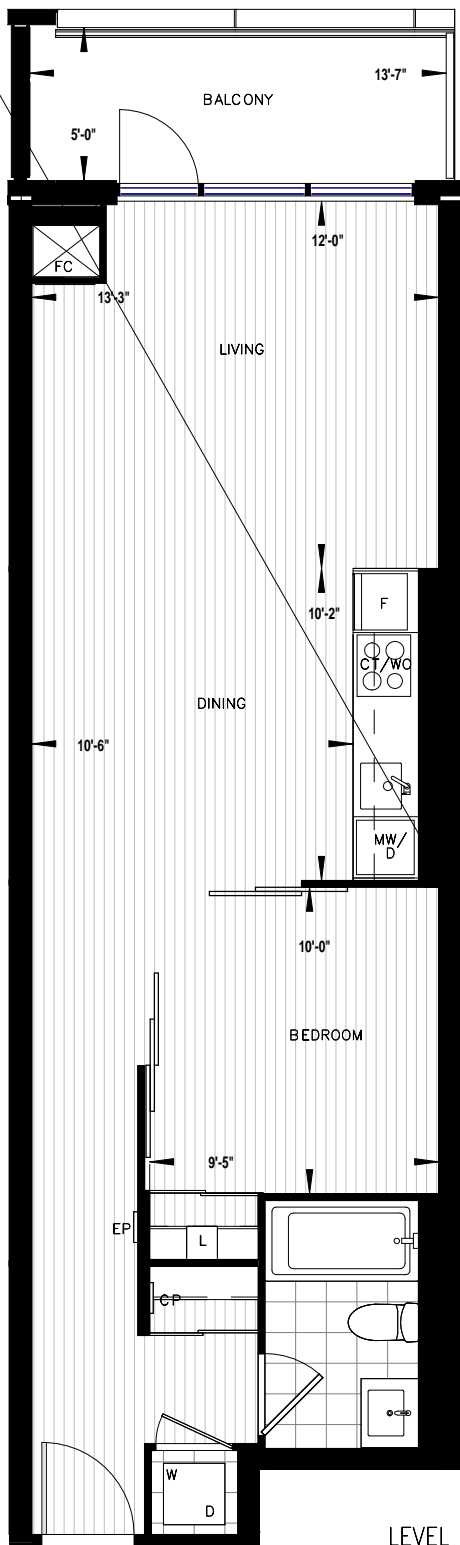 13'-7"
BALCONY
5'-0"
12'-0"
FC
13'-3"
LIVING
F
10'-2"
CT/WO
DINING
10'-6"
MW/
D
10'-0"
BEDROOM
9'-5"
EP
L
CP
W
D
LEVEL